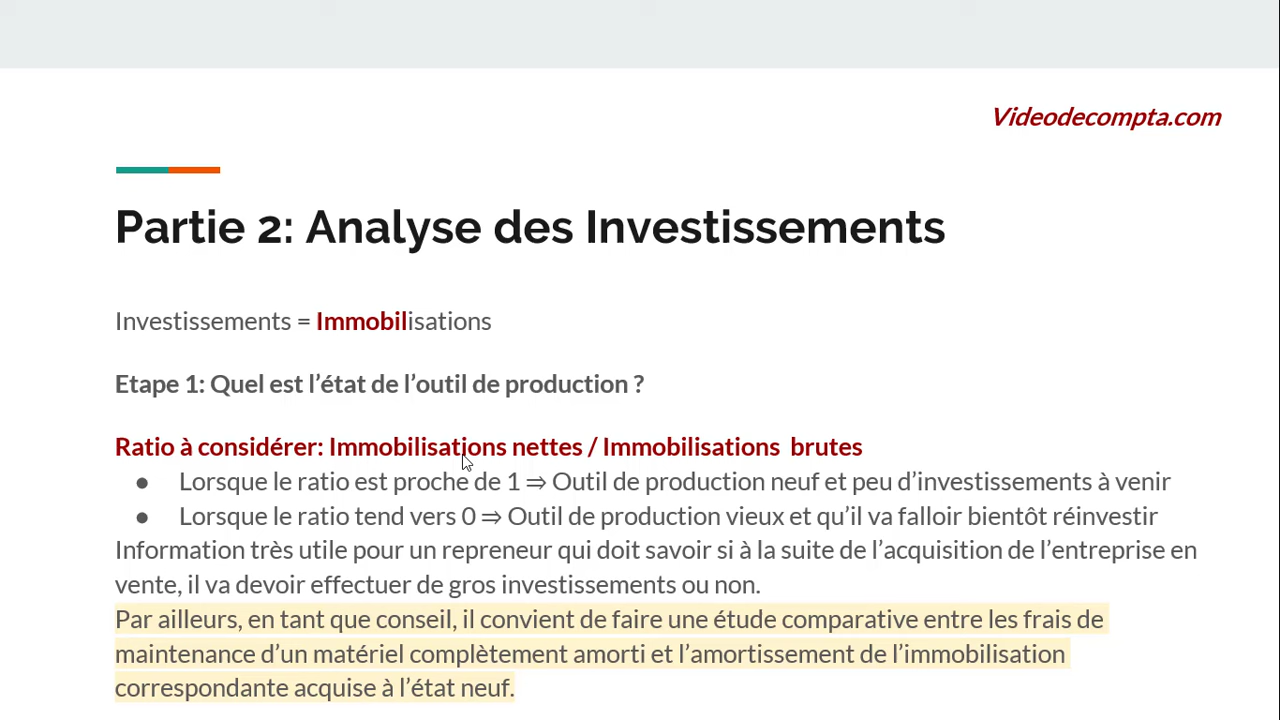 Videodecompta.com
Partie 2: Analyse des Investissements
Investissements = Immobilisations
Etape 1: Quel est l’état de l’outil de production ?
Ratio à considérer: Immobilisations nettes / Immobilisations  brutes
● Lorsque le ratio est proche de 1 ⇒ Outil de production neuf et peu d’investissements à venir
● Lorsque le ratio tend vers 0 ⇒ Outil de production vieux et qu’il va falloir bientôt réinvestir
Information très utile pour un repreneur qui doit savoir si à la suite de l’acquisition de l’entreprise en
vente, il va devoir effectuer de gros investissements ou non.
Par ailleurs, en tant que conseil, il convient de faire une étude comparative entre les frais de
maintenance d’un matériel complètement amorti et l’amortissement de l’immobilisation
correspondante acquise à l’état neuf.